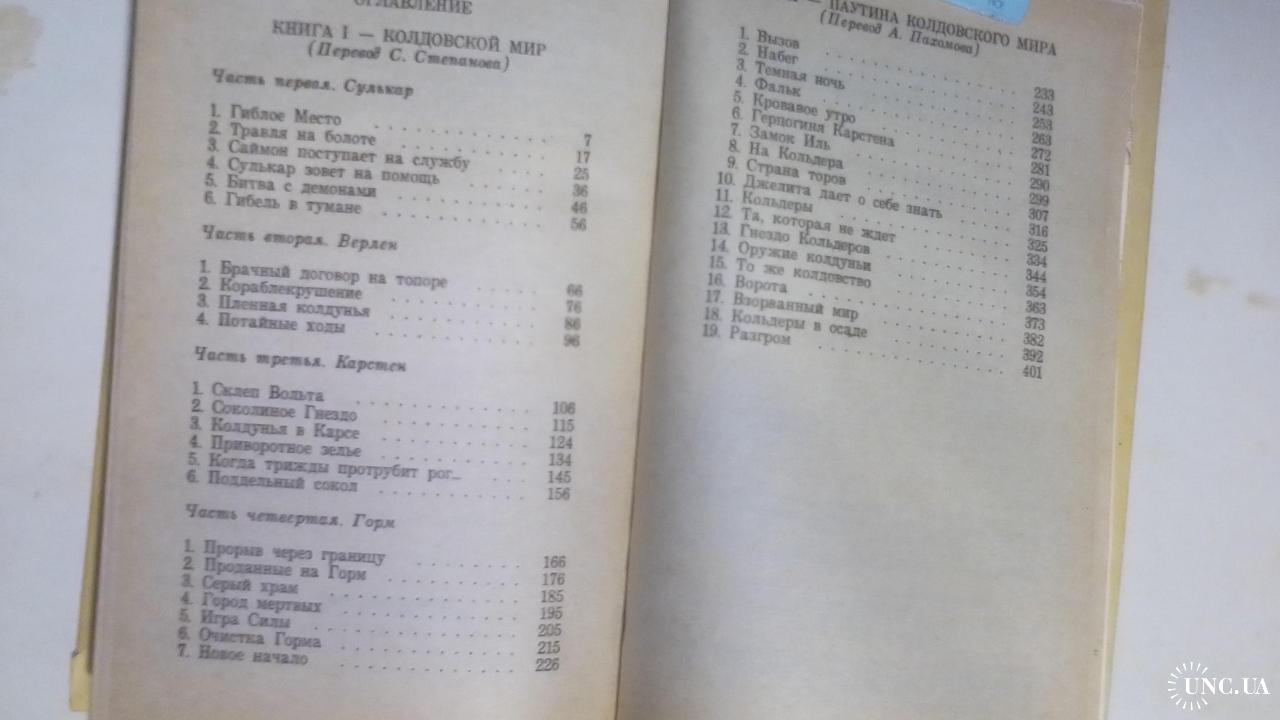 ОГЛАВЛЕНИЕ
КНИГА I — КОЛДОВСКОЙ МИР
(Перевод С. Степанова)
Часть первая. Сулькар
1. Гиблое Место . . . . . . . . . . 7
2. Травля на болоте . . . . . . . . . . 17
3. Саймон поступает на службу . . . . . 25
4. Сулькар зовет на помощь . . . . . . 36
5. Битва с демонами . . . . . . . . . 46
6. Гибель в тумане . . . . . . . . . 56
Часть вторая. Верлен
1. Брачный договор на топоре . . . . . 66
2. Кораблекрушение . . . . . . . . . 76
3. Пленная колдунья . . . . . . . . . 86
4. Потайные ходы . . . . . . . . . . 96
Часть третья. Карстен
1. Склеп Вольта . . . . . . . . . . 106
2. Соколиное Гнездо . . . . . . . . . 115
3. Колдунья в Карсе . . . . . . . . . 124
4. Приворотное зелье . . . . . . . . 134
5. Когда трижды протрубит рог... . . . . 145
6. Поддельный сокол . . . . . . . . . 156
Часть четвертая. Горм
1. Прорыв через границу . . . . . . . 166
2. Проданные на Горм . . . . . . . . 176
3. Серый храм . . . . . . . . . . . 185
4. Город мертвых . . . . . . . . . . 195
5. Игра Силы . . . . . . . . . . . 205
6. Очистка Горма . . . . . . . . . . 215
7. Новое начало . . . . . . . . . . 226
— ПАУТИНА КОЛДОВСКОГО МИРА
(Перевод А. Пахомова)
1. Вызов . . . . . . . . . . . . 233
2. Набег . . . . . . . . . . . . 243
3. Темная ночь . . . . . . . . . . 253
4. Фальк . . . . . . . . . . . . 263
5. Кровавое утро . . . . . . . . . 272
6. Герцогиня Карстена . . . . . . . 281
7. Замок Иль . . . . . . . . . . . 290
8. На Кольдера . . . . . . . . . . 299
9. Страна торов . . . . . . . . . . 307
10. Джелита дает о себе знать . . . . . 316
11. Кольдеры . . . . . . . . . . . 325
12. Та, которая не ждет . . . . . . . 334
13. Гнездо Кольдеров . . . . . . . . 344
14. Оружие колдуньи . . . . . . . . 354
15. То же колдовство . . . . . . . . 363
16. Ворота . . . . . . . . . . . . 373
17. Взорванный мир . . . . . . . . . 382
18. Кольдеры в осаде . . . . . . . . 392
19. Разгром . . . . . . . . . . . 401
UNC.UA